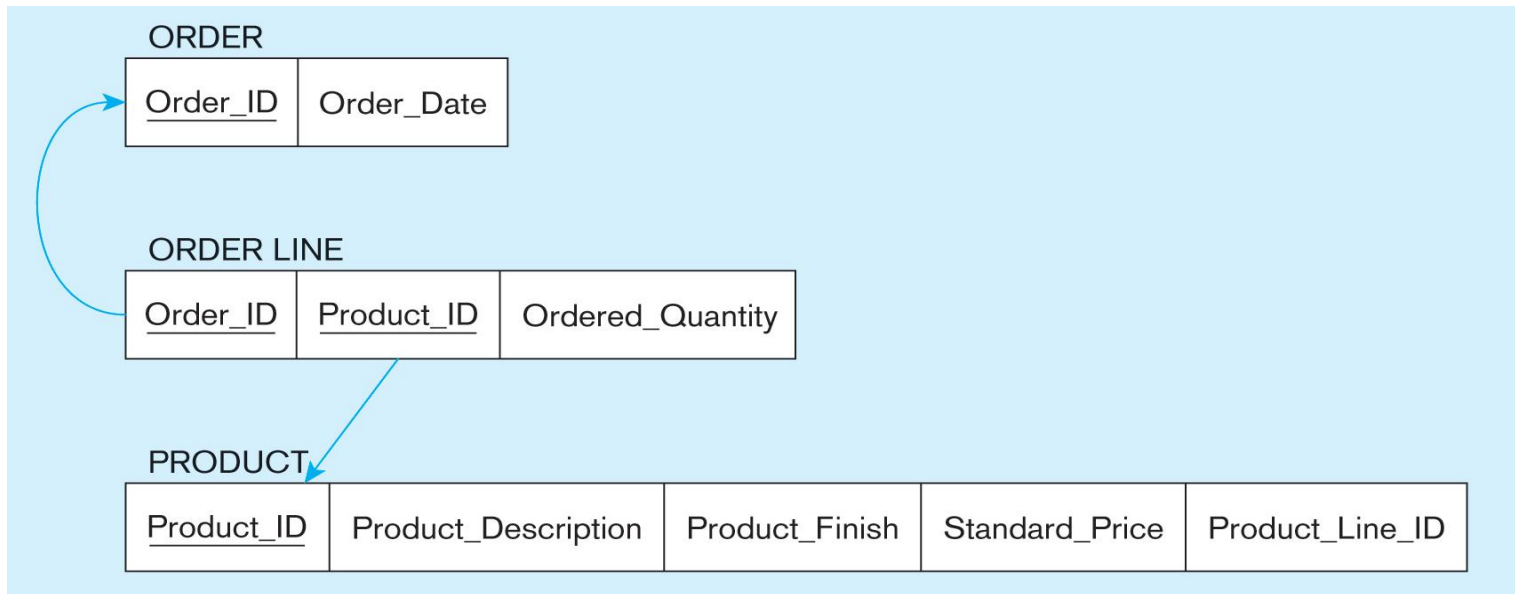 ORDER
Order_ID Order_Date
ORDER LINE
Order_ID Product_ID Ordered_Quantity
PRODUCT
Product_ID Product_Description Product_Finish Standard_Price Product_Line_ID